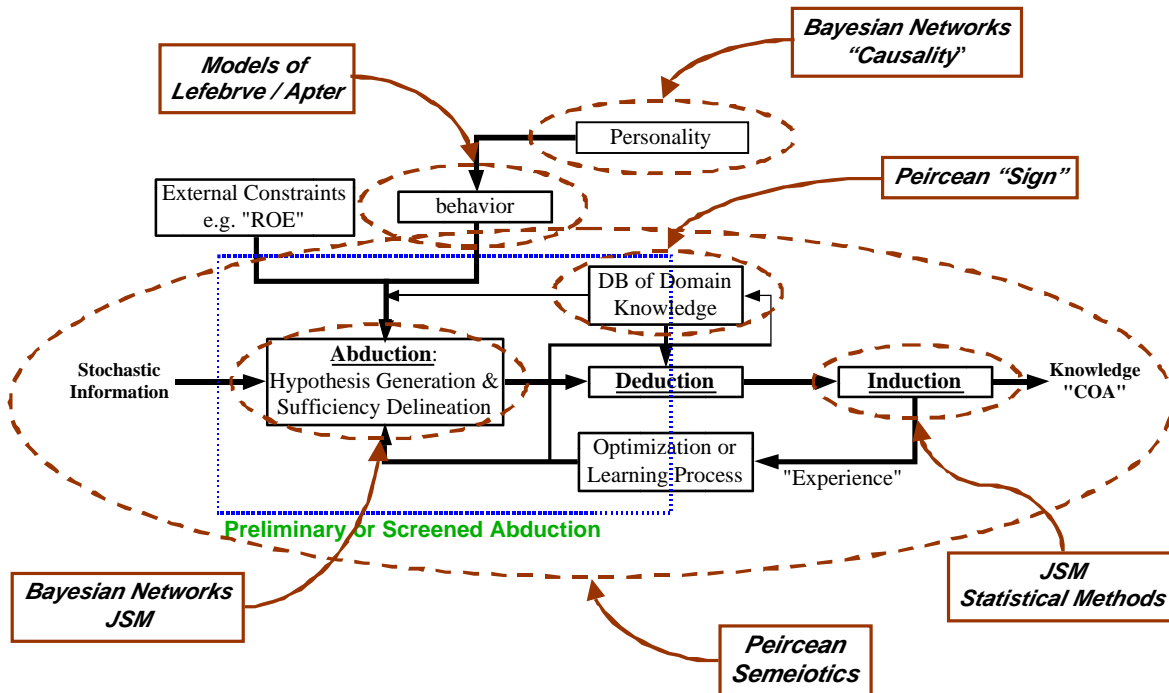 Bayesian Networks
“Causality”
Models of
Lefebrve / Apter
Personality
Peircean “Sign”
External Constraints
e.g. "ROE"
behavior
DB of Domain
Knowledge
Stochastic
Information
Abduction:
Hypothesis Generation &
Sufficiency Delineation
Deduction
Induction
Knowledge
"COA"
Optimization or
Learning Process
"Experience"
Preliminary or Screened Abduction
Bayesian Networks
JSM
JSM
Statistical Methods
Peircean
Semeiotics